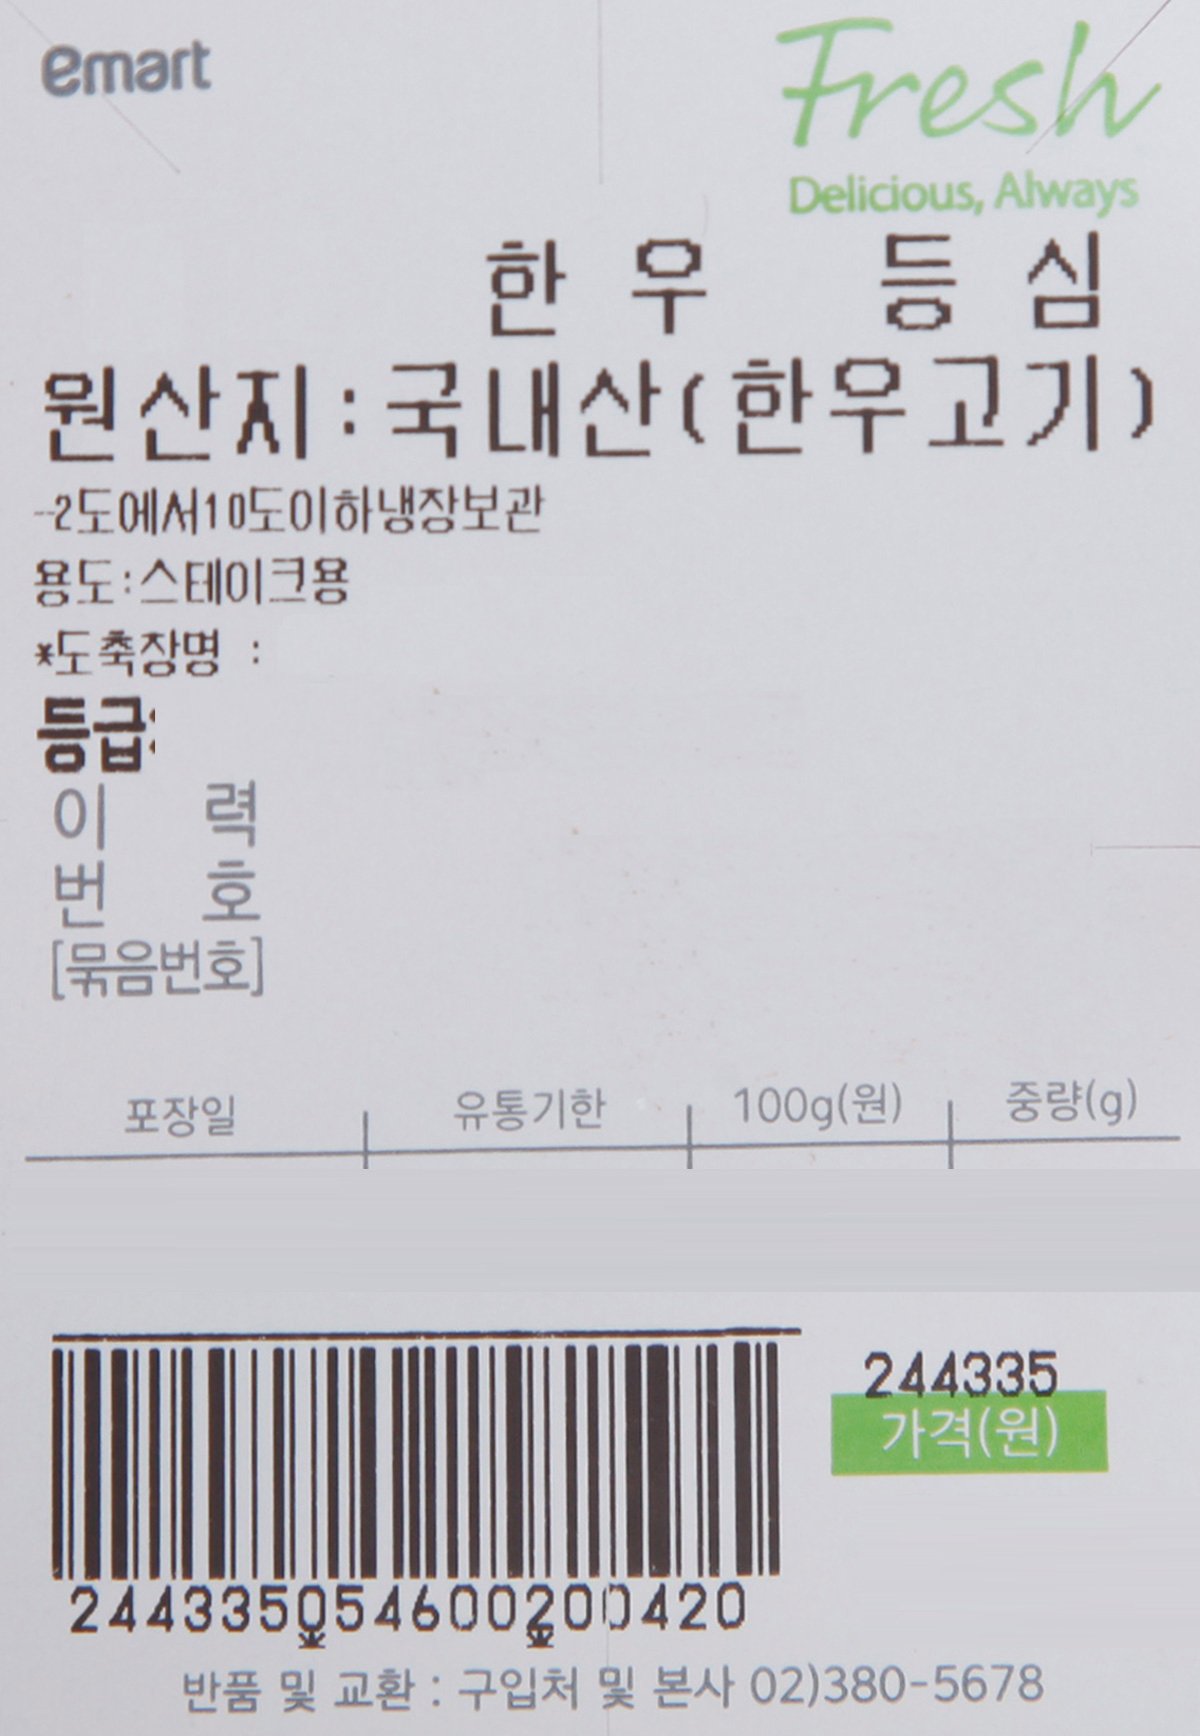 emart
Fresh
Delicious, Always
한우 등심
원산지:국내산(한우고기)
-2도에서10도이하냉장보관
용도:스테이크용
*도축장명 :
등급:
이 력
번 호
[묶음번호]
포장일 유통기한 100g(원) 중량(g)
244335
가격(원)
244335054600200420
반품 및 교환 : 구입처 및 본사 02)380-5678